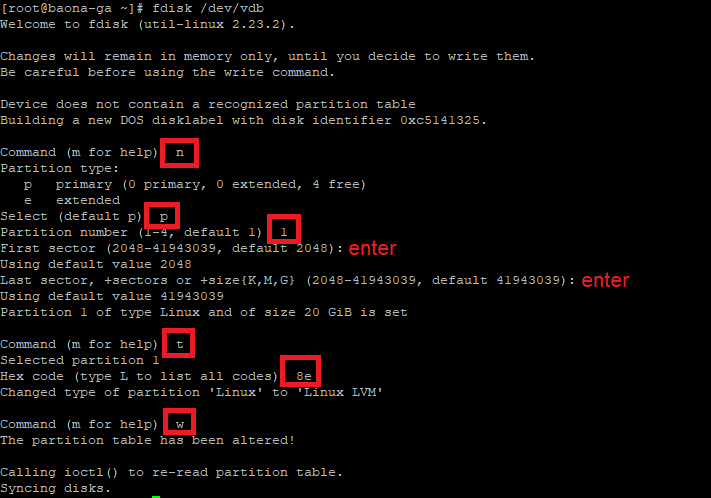 [root@baona-ga ~]# fdisk /dev/vdb
Welcome to fdisk (util-linux 2.23.2).
Changes will remain in memory only, until you decide to write them.
Be careful before using the write command.
Device does not contain a recognized partition table
Building a new DOS disklabel with disk identifier 0xc5141325.
Command (m for help) n
Partition type:
p   primary (0 primary, 0 extended, 4 free)
e   extended
Select (default p) p
Partition number (1-4, default 1) 1
First sector (2048-41943039, default 2048): enter
Using default value 2048
Last sector, +sectors or +size{K,M,G} (2048-41943039, default 41943039): enter
Using default value 41943039
Partition 1 of type Linux and of size 20 GiB is set
Command (m for help) t
Selected partition 1
Hex code (type L to list all codes) 8e
Changed type of partition 'Linux' to 'Linux LVM'
Command (m for help) w
The partition table has been altered!
Calling ioctl() to re-read partition table.
Syncing disks.